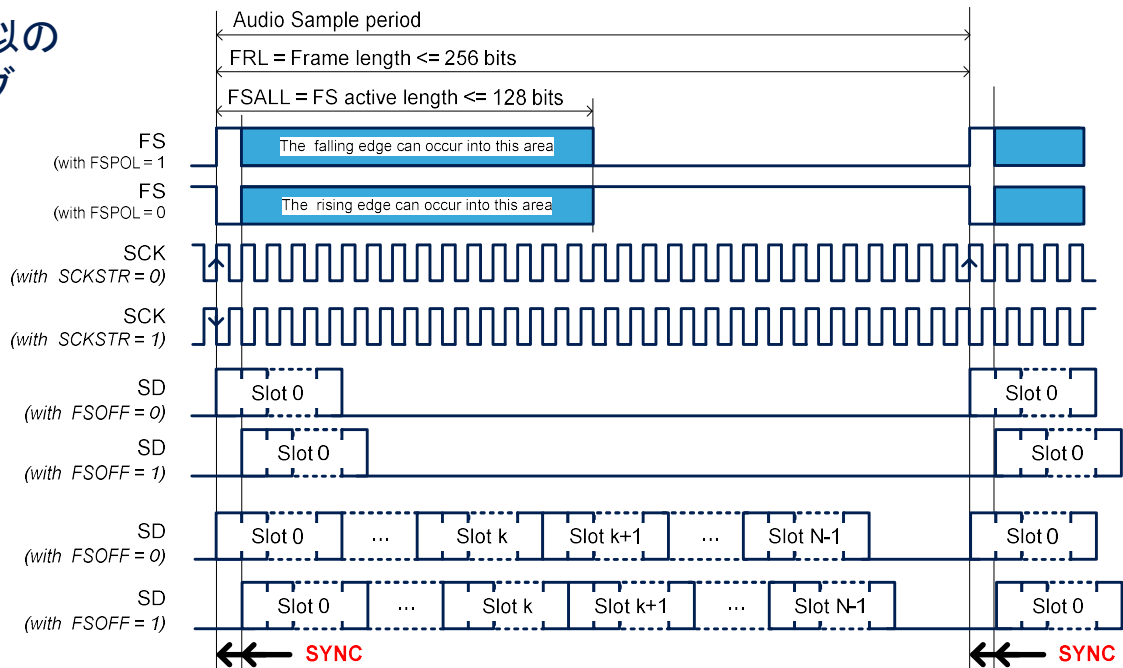 似の
Audio Sample period
FRL = Frame length <= 256 bits
FSALL = FS active length <= 128 bits
FS
(with FSPOL = 1
The falling edge can occur into this area
FS
(with FSPOL = 0
The rising edge can occur into this area
SCK
(with SCKSTR = 0)
SCK
(with SCKSTR = 1)
SD
(with FSOFF = 0)
Slot 0
Slot 0
SD
(with FSOFF = 1)
Slot 0
Slot 0
SD
(with FSOFF = 0)
Slot 0 ... Slot k Slot k+1 ... Slot N-1
Slot 0
SD
(with FSOFF = 1)
Slot 0 ... Slot k Slot k+1 ... Slot N-1
Slot 0
SYNC
SYNC